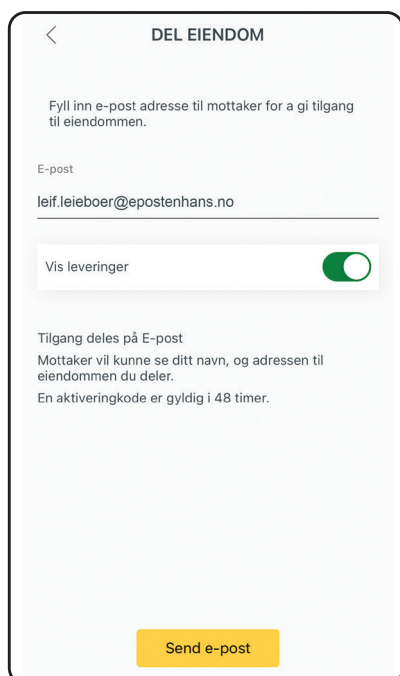 DEL EIENDOM
Fyll inn e-post adresse til mottaker for a gi tilgang
til eiendommen.
E-post
leif.leieboer@epostenhans.no
Vis leveringer
Tilgang deles på E-post
Mottaker vil kunne se ditt navn, og adressen til
eiendommen du deler.
En aktiveringkode er gyldig i 48 timer.
Send e-post